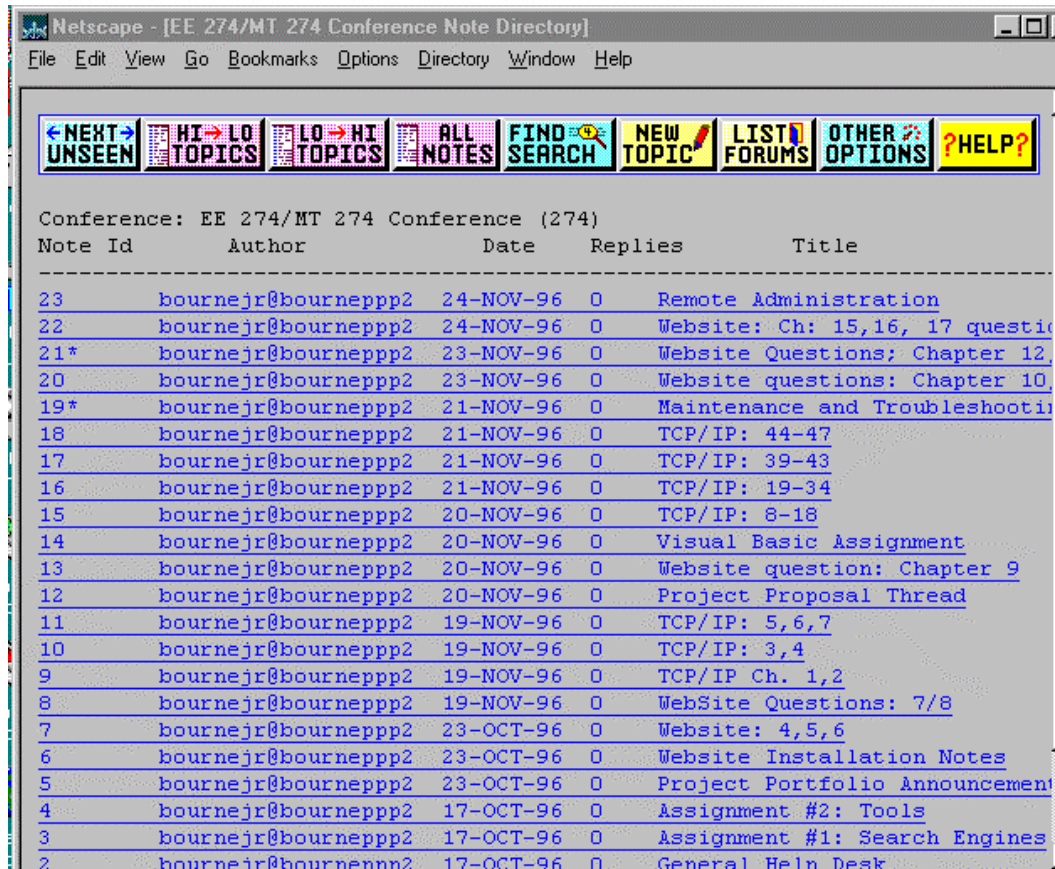 Netscape - [EE 274/MT 274 Conference Note Directory]
File Edit View Go Bookmarks Options Directory Window Help
NEXT UNSEEN HI→LO TOPICS LO→HI TOPICS ALL NOTES FIND SEARCH NEW TOPIC LIST FORUMS OTHER OPTIONS ?HELP?
Conference: EE 274/MT 274 Conference (274)
Note Id Author Date Replies Title
23 bournejr@bourneppp2 24-NOV-96 0 Remote Administration
22 bournejr@bourneppp2 24-NOV-96 0 Website: Ch: 15,16, 17 questi
21* bournejr@bourneppp2 23-NOV-96 0 Website Questions; Chapter 12,
20 bournejr@bourneppp2 23-NOV-96 0 Website questions: Chapter 10,
19* bournejr@bourneppp2 21-NOV-96 0 Maintenance and Troubleshooti
18 bournejr@bourneppp2 21-NOV-96 0 TCP/IP: 44-47
17 bournejr@bourneppp2 21-NOV-96 0 TCP/IP: 39-43
16 bournejr@bourneppp2 21-NOV-96 0 TCP/IP: 19-34
15 bournejr@bourneppp2 20-NOV-96 0 TCP/IP: 8-18
14 bournejr@bourneppp2 20-NOV-96 0 Visual Basic Assignment
13 bournejr@bourneppp2 20-NOV-96 0 Website question: Chapter 9
12 bournejr@bourneppp2 20-NOV-96 0 Project Proposal Thread
11 bournejr@bourneppp2 19-NOV-96 0 TCP/IP: 5,6,7
10 bournejr@bourneppp2 19-NOV-96 0 TCP/IP: 3,4
9 bournejr@bourneppp2 19-NOV-96 0 TCP/IP Ch. 1,2
8 bournejr@bourneppp2 19-NOV-96 0 WebSite Questions: 7/8
7 bournejr@bourneppp2 23-OCT-96 0 Website: 4,5,6
6 bournejr@bourneppp2 23-OCT-96 0 Website Installation Notes
5 bournejr@bourneppp2 23-OCT-96 0 Project Portfolio Announcement
4 bournejr@bourneppp2 17-OCT-96 0 Assignment #2: Tools
3 bournejr@bourneppp2 17-OCT-96 0 Assignment #1: Search Engines
2 bournejr@bourneppp2 17-OCT-96 0 General Help Desk